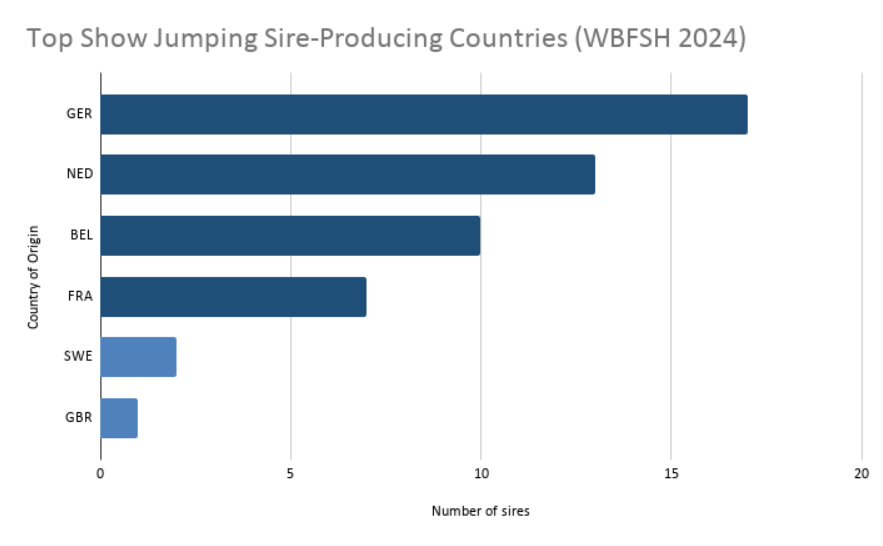 Top Show Jumping Sire-Producing Countries (WBFSH 2024)
GER
NED
BEL
FRA
SWE
GBR
Country of Origin
0 5 10 15 20
Number of sires